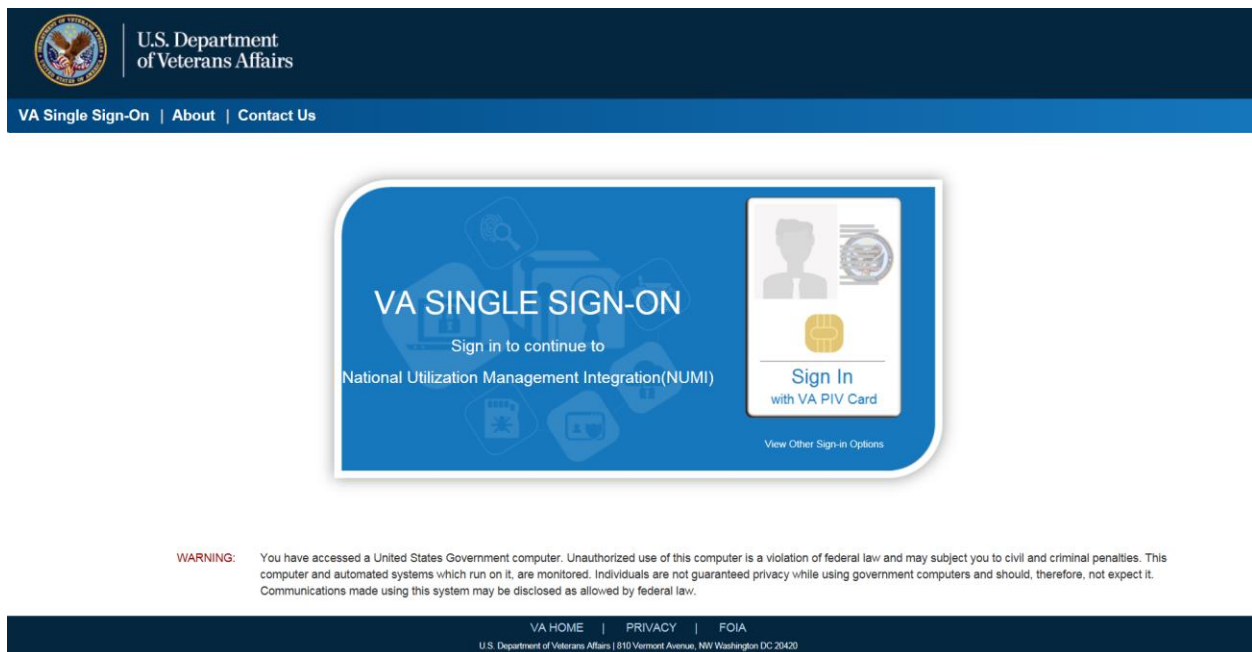 U.S. Department
of Veterans Affairs
VA Single Sign-On | About | Contact Us
VA SINGLE SIGN-ON
Sign in to continue to
National Utilization Management Integration(NUMI)
Sign In
with VA PIV Card
View Other Sign-in Options
WARNING: You have accessed a United States Government computer. Unauthorized use of this computer is a violation of federal law and may subject you to civil and criminal penalties. This
computer and automated systems which run on it, are monitored. Individuals are not guaranteed privacy while using government computers and should, therefore, not expect it.
Communications made using this system may be disclosed as allowed by federal law.
VA HOME | PRIVACY | FOIA
U.S. Department of Veterans Affairs | 810 Vermont Avenue, NW Washington DC 20420